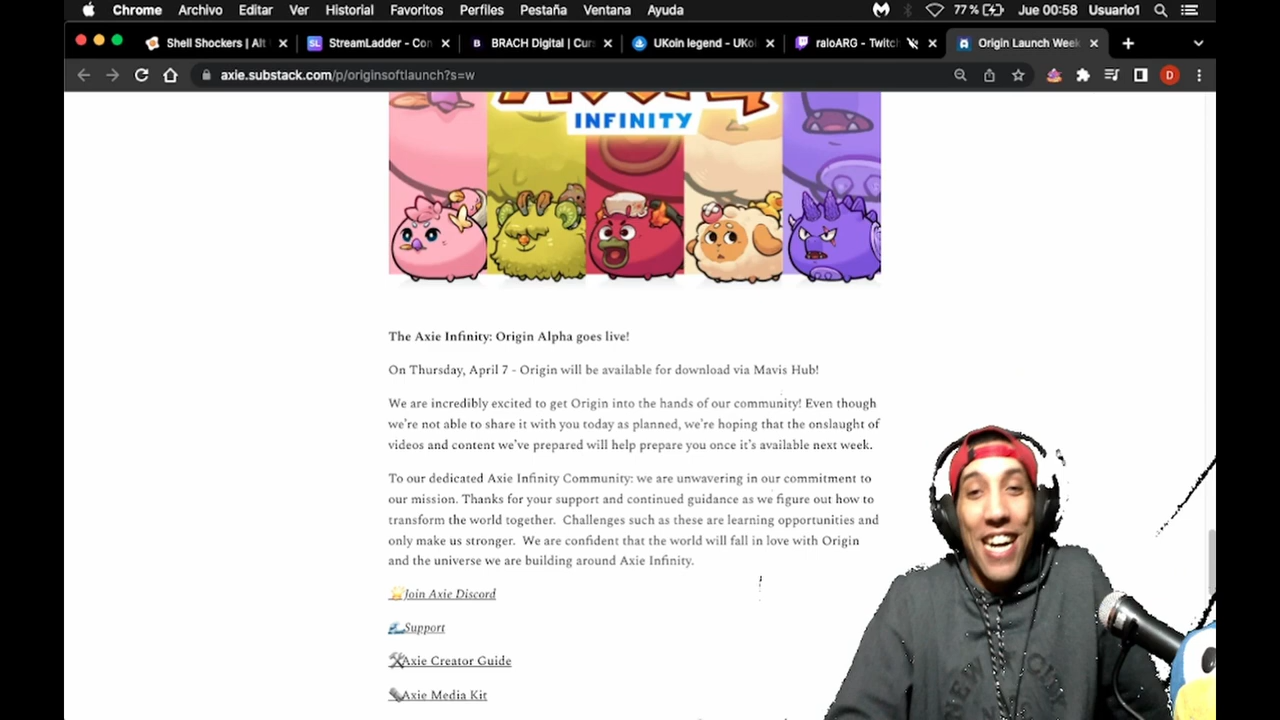 Chrome Archivo Editar Ver Historial Favoritos Perfiles Pestaña Ventana Ayuda 77 % Jue 00:58 Usuario1
Shell Shockers | Alt StreamLadder - Con BRACH Digital | Cur UKoin legend - UKo raloARG - Twitch Origin Launch Week
axie.substack.com/p/originsoftlaunch?s=w D
INFINITY
The Axie Infinity: Origin Alpha goes live!
On Thursday, April 7 - Origin will be available for download via Mavis Hub!
We are incredibly excited to get Origin into the hands of our community! Even though
we're not able to share it with you today as planned, we're hoping that the onslaught of
videos and content we've prepared will help prepare you once it's available next week.
To our dedicated Axie Infinity Community: we are unwavering in our commitment to
our mission. Thanks for your support and continued guidance as we figure out how to
transform the world together. Challenges such as these are learning opportunities and
only make us stronger. We are confident that the world will fall in love with Origin
and the universe we are building around Axie Infinity.
Join Axie Discord
Support
Axie Creator Guide
Axie Media Kit